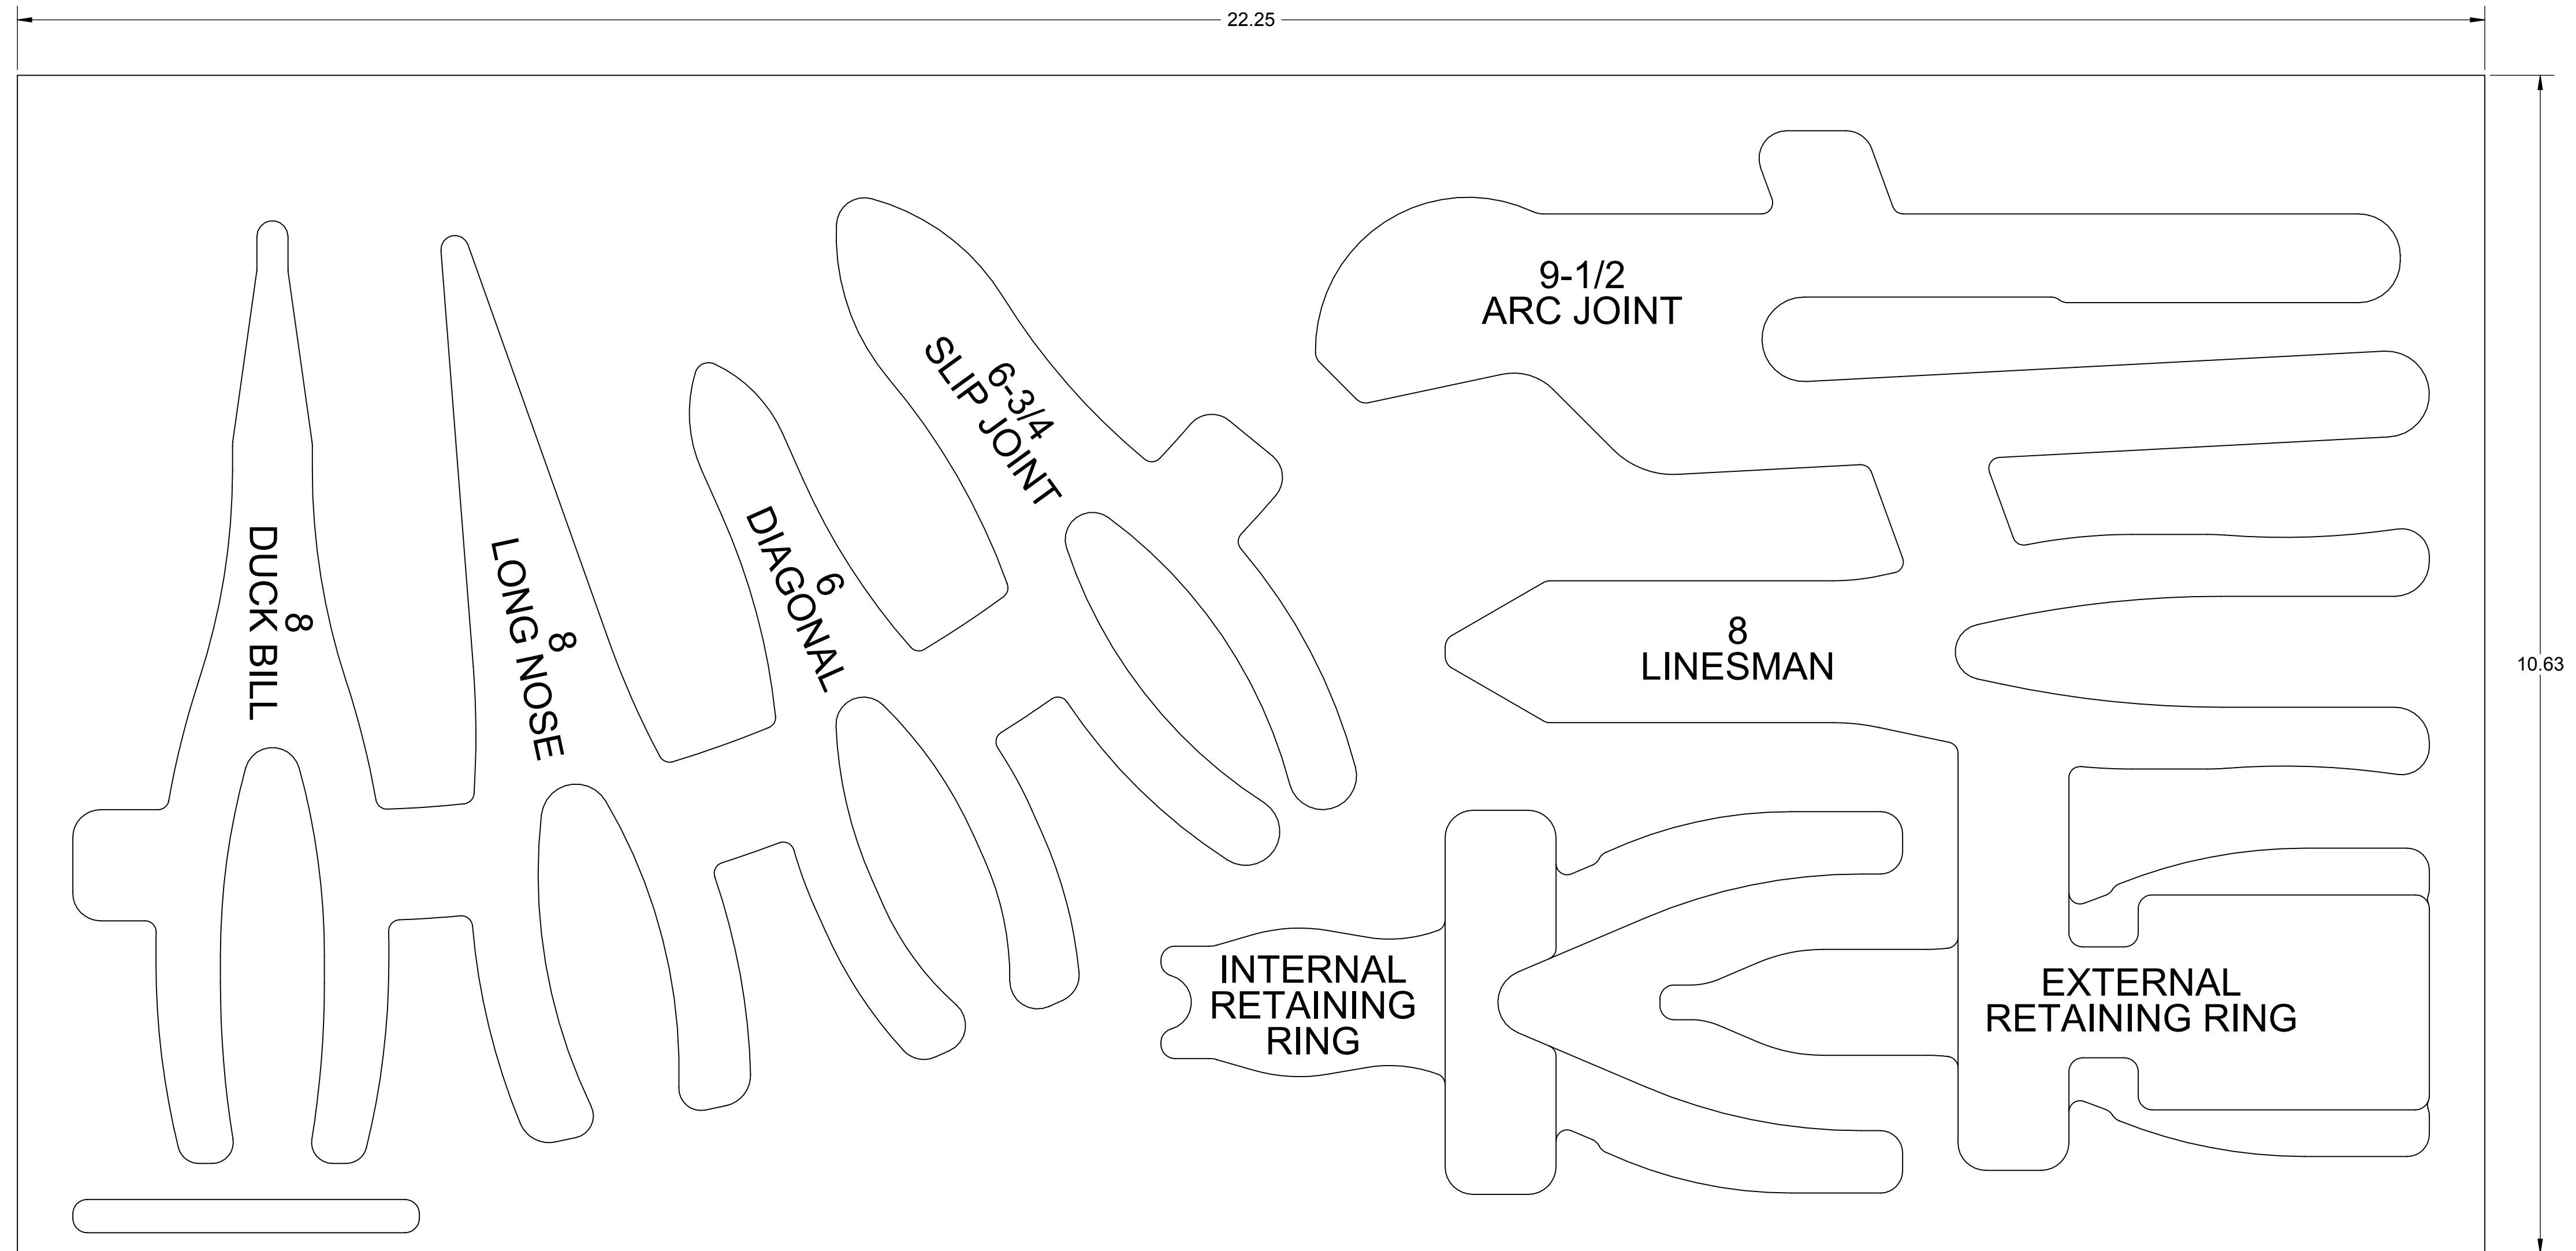 22.25
10.63
8
DUCK BILL
8
LONG NOSE
6
DIAGONAL
6-3/4
SLIP JOINT
9-1/2
ARC JOINT
8
LINESMAN
INTERNAL
RETAINING
RING
EXTERNAL
RETAINING RING